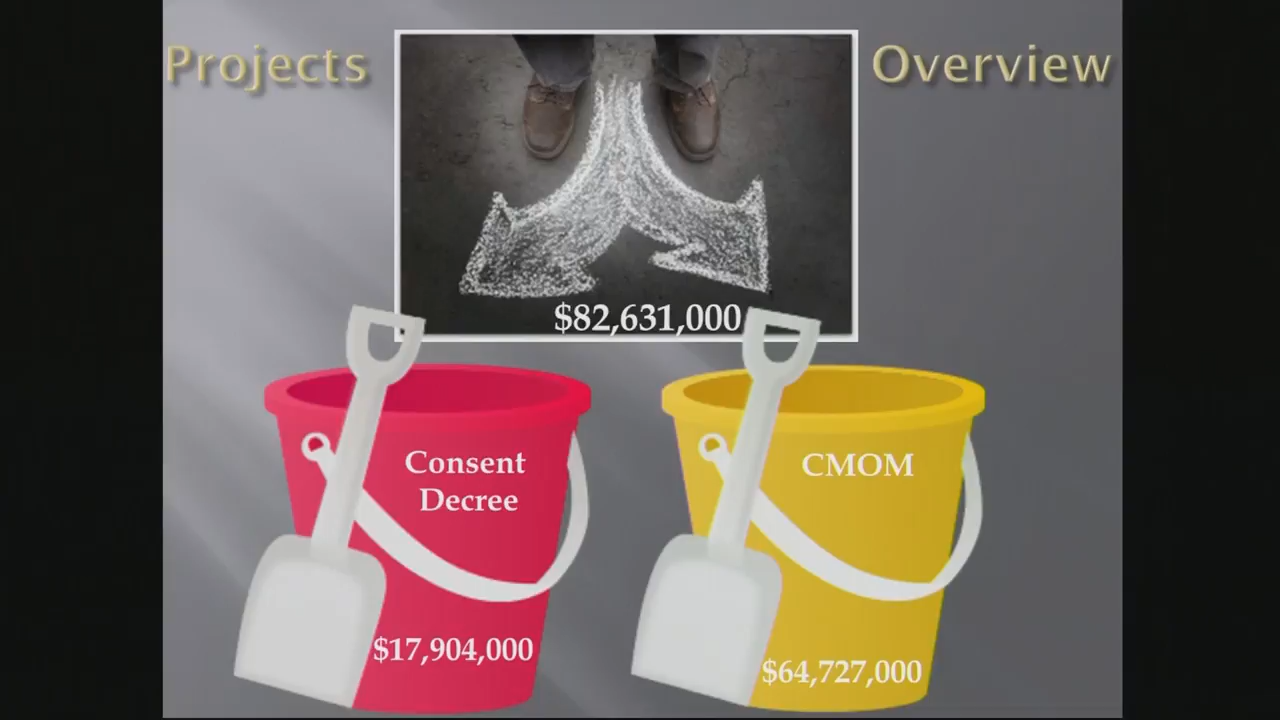 Projects
Overview
$82,631,000
Consent
Decree
CMOM
$17,904,000
$64,727,000